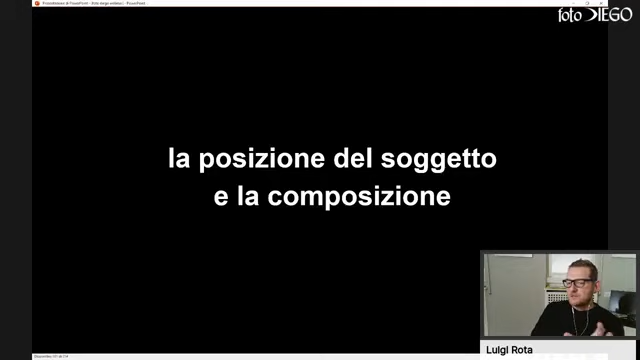 foto DIEGO
la posizione del soggetto
e la composizione
Luigi Rota